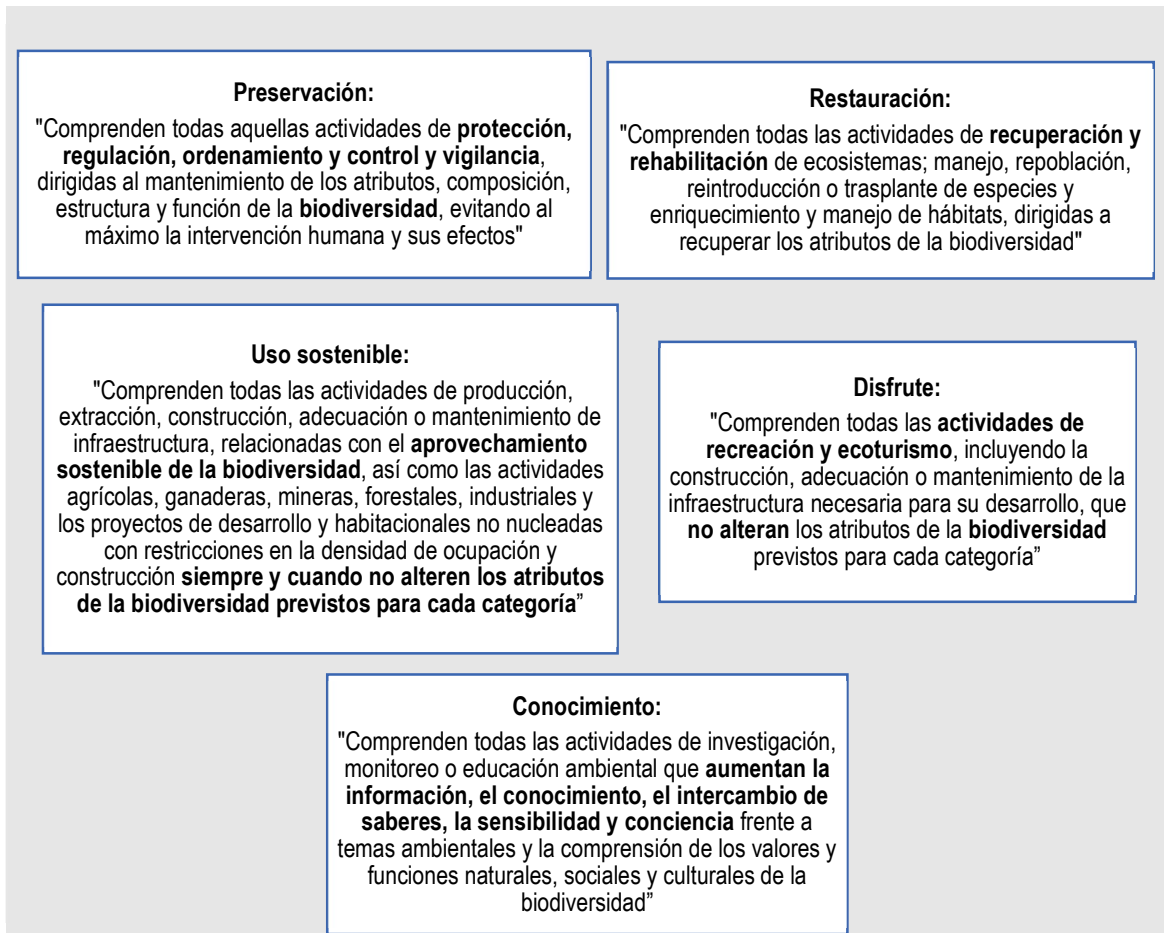 Preservación:
"Comprenden todas aquellas actividades de protección,
regulación, ordenamiento y control y vigilancia,
dirigidas al mantenimiento de los atributos, composición,
estructura y función de la biodiversidad, evitando al
máximo la intervención humana y sus efectos"
Restauración:
"Comprenden todas las actividades de recuperación y
rehabilitación de ecosistemas; manejo, repoblación,
reintroducción o trasplante de especies y
enriquecimiento y manejo de hábitats, dirigidas a
recuperar los atributos de la biodiversidad"
Uso sostenible:
"Comprenden todas las actividades de producción,
extracción, construcción, adecuación o mantenimiento de
infraestructura, relacionadas con el aprovechamiento
sostenible de la biodiversidad, así como las actividades
agrícolas, ganaderas, mineras, forestales, industriales y
los proyectos de desarrollo y habitacionales no nucleadas
con restricciones en la densidad de ocupación y
construcción siempre y cuando no alteren los atributos
de la biodiversidad previstos para cada categoría”
Disfrute:
"Comprenden todas las actividades de
recreación y ecoturismo, incluyendo la
construcción, adecuación o mantenimiento de la
infraestructura necesaria para su desarrollo, que
no alteran los atributos de la biodiversidad
previstos para cada categoría”
Conocimiento:
"Comprenden todas las actividades de investigación,
monitoreo o educación ambiental que aumentan la
información, el conocimiento, el intercambio de
saberes, la sensibilidad y conciencia frente a
temas ambientales y la comprensión de los valores y
funciones naturales, sociales y culturales de la
biodiversidad”